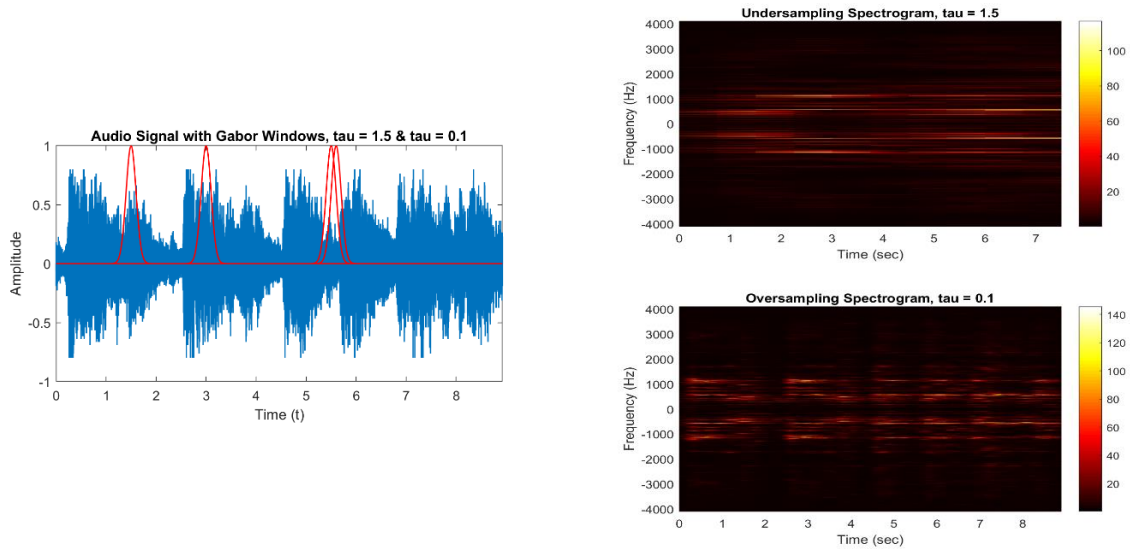 Audio Signal with Gabor Windows, tau = 1.5 & tau = 0.1
1
0.5
0
-0.5
-1
Amplitude
0 1 2 3 4 5 6 7 8
Time (t)
Undersampling Spectrogram, tau = 1.5
4000
3000
2000
1000
0
-1000
-2000
-3000
-4000
Frequency (Hz)
0 1 2 3 4 5 6 7
Time (sec)
100
80
60
40
20
Oversampling Spectrogram, tau = 0.1
4000
3000
2000
1000
0
-1000
-2000
-3000
-4000
Frequency (Hz)
0 1 2 3 4 5 6 7 8
Time (sec)
140
120
100
80
60
40
20